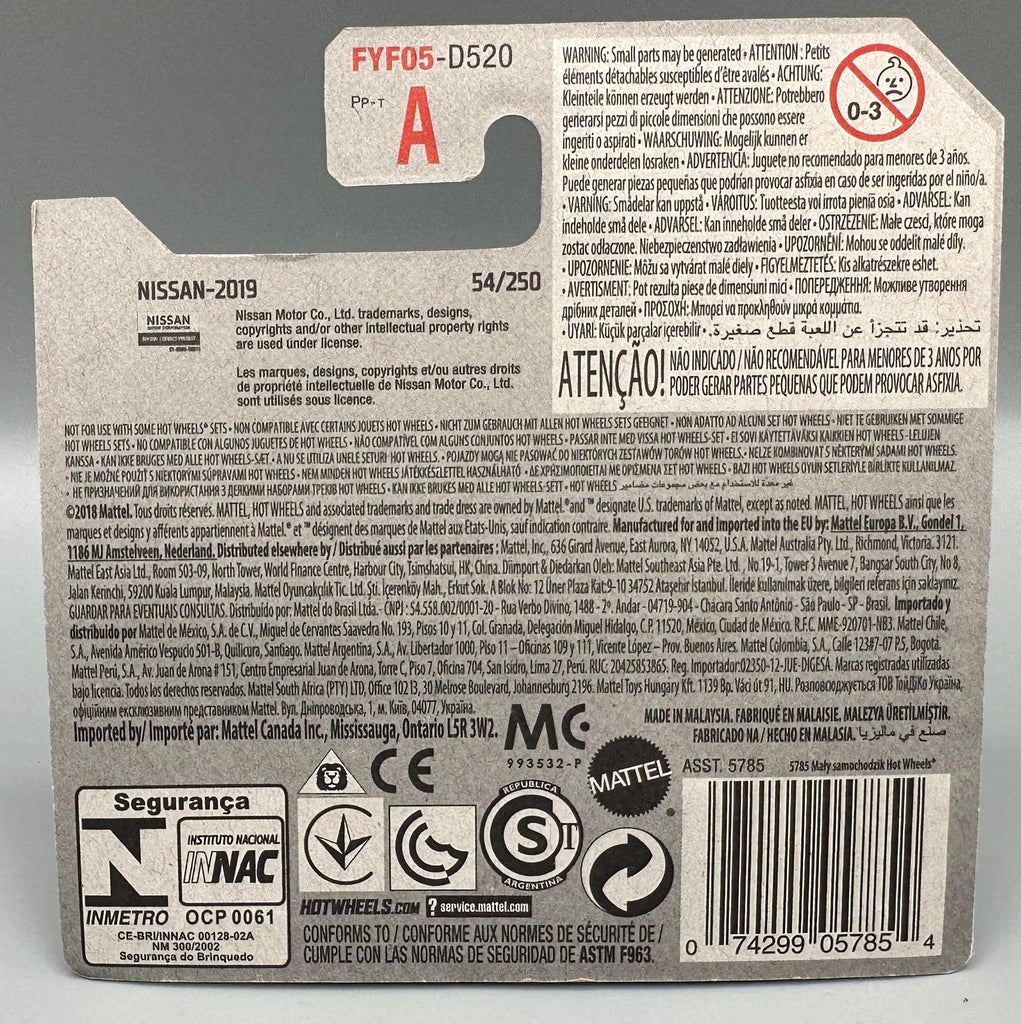 FYF05-D520
PP-T
A
WARNING: Small parts may be generated • ATTENTION : Petits
éléments détachables susceptibles d'être avalés • ACHTUNG:
Kleinteile können erzeugt werden • ATTENZIONE: Potrebbero
generarsi pezzi di piccole dimensioni che possono essere
ingeriti o aspirati • WAARSCHUWING: Mogelijk kunnen er
kleine onderdelen losraken • ADVERTENCIA: Juguete no recomendado para menores de 3 años.
Puede generar piezas pequeñas que podrían provocar asfixia en caso de ser ingeridas por el niño/a.
• VARNING: Smådelar kan uppstå • VAROITUS: Tuotteesta voi irrota pieniä osia • ADVARSEL: Kan
indeholde små dele • ADVARSEL: Kan inneholde små deler • OSTRZEŻENIE: Małe części, które mogą
zostać odłączone. Niebezpieczeństwo zadławienia • UPOZORNĚNÍ: Mohou se oddělit malé díly.
• UPOZORNENIE: Môžu sa vytvárať malé diely • FIGYELMEZTETÉS: Kis alkatrészekre eshet.
• AVERTISMENT: Pot rezulta piese de dimensiuni mici • ПОПЕРЕДЖЕННЯ: Можливе утворення
дрібних деталей • ΠΡΟΣΟΧΗ: Μπορεί να προκληθούν μικρά κομμάτια.
• UYARI: Küçük parçalar içerebilir • تحذير: قد تتجزأ عن اللعبة قطع صغيرة.
0-3
ATENÇÃO! NÃO INDICADO / NÃO RECOMENDÁVEL PARA MENORES DE 3 ANOS POR
PODER GERAR PARTES PEQUENAS QUE PODEM PROVOCAR ASFIXIA.
NISSAN-2019
54/250
NISSAN
Nissan Motor Co., Ltd. trademarks, designs,
copyrights and/or other intellectual property rights
are used under license.
Les marques, designs, copyrights et/ou autres droits
de propriété intellectuelle de Nissan Motor Co., Ltd.
sont utilisés sous licence.
NOT FOR USE WITH SOME HOT WHEELS® SETS • NON COMPATIBLE AVEC CERTAINS JOUETS HOT WHEELS • NICHT ZUM GEBRAUCH MIT ALLEN HOT WHEELS SETS GEEIGNET • NON ADATTO AD ALCUNI SET HOT WHEELS • NIET TE GEBRUIKEN MET SOMMIGE
HOT WHEELS SETS • NO COMPATIBLE CON ALGUNOS JUGUETES DE HOT WHEELS • NÃO COMPATÍVEL COM ALGUNS CONJUNTOS HOT WHEELS • PASSAR INTE MED VISSA HOT WHEELS-SET • EI SOVI KÄYTETTÄVÄKSI KAIKKIEN HOT WHEELS -LELUJEN
KANSSA • KAN IKKE BRUGES MED ALLE HOT WHEELS-SÆT • A NU SE UTILIZA UNELE SETURI HOT WHEELS. • POJAZDY MOGĄ NIE PASOWAĆ DO NIEKTÓRYCH ZESTAWÓW TORÓW HOT WHEELS. • NELZE KOMBINOVAT S NĚKTERÝMI SADAMI HOT WHEELS.
• NIE JE MOŽNÉ POUŽIŤ S NIEKTORÝMI SÚPRAVAMI HOT WHEELS • NEM MINDEN HOT WHEELS JÁTÉKKÉSZLETTEL HASZNÁLHATÓ • ΔΕ ΧΡΗΣΙΜΟΠΟΙΕΙΤΑΙ ΜΕ ΟΡΙΣΜΕΝΑ ΣΕΤ HOT WHEELS • BAZI HOT WHEELS OYUN SETLERİYLE BİRLİKTE KULLANILMAZ.
• НЕ ПРИЗНАЧЕНИЙ ДЛЯ ВИКОРИСТАННЯ З ДЕЯКИМИ НАБОРАМИ ТРЕКІВ HOT WHEELS • KAN IKKE BRUKES MED ALLE HOT WHEELS-SETT • HOT WHEELS غير معدة للاستخدام مع بعض مجموعات مضامير
©2018 Mattel. Tous droits réservés. MATTEL, HOT WHEELS and associated trademarks and trade dress are owned by Mattel.®and ™ designate U.S. trademarks of Mattel, except as noted. MATTEL, HOT WHEELS ainsi que les
marques et designs y afférents appartiennent à Mattel.® et ™ désignent des marques de Mattel aux États-Unis, sauf indication contraire. Manufactured for and imported into the EU by: Mattel Europa B.V., Gondel 1,
1186 MJ Amstelveen, Nederland. Distributed elsewhere by / Distribué aussi par les partenaires : Mattel, Inc., 636 Girard Avenue, East Aurora, NY 14052, U.S.A. Mattel Australia Pty. Ltd., Richmond, Victoria. 3121.
Mattel East Asia Ltd., Room 503-09, North Tower, World Finance Centre, Harbour City, Tsimshatsui, HK, China. Diimport & Diedarkan Oleh: Mattel Southeast Asia Pte. Ltd. , No 19-1, Tower 3 Avenue 7, Bangsar South City, No 8,
Jalan Kerinchi, 59200 Kuala Lumpur, Malaysia. Mattel Oyuncakçılık Tic. Ltd. Şti. İçerenköy Mah., Erkut Sok. A Blok No: 12 Üner Plaza Kat:9-10 34752 Ataşehir İstanbul. İleride kullanılmak üzere, bilgileri referans için saklayınız.
GUARDAR PARA EVENTUAIS CONSULTAS. Distribuído por: Mattel do Brasil Ltda.- CNPJ : 54.558.002/0001-20 - Rua Verbo Divino, 1488 - 2º. Andar - 04719-904 - Chácara Santo Antônio - São Paulo - SP - Brasil. Importado y
distribuido por Mattel de México, S.A. de C.V., Miguel de Cervantes Saavedra No. 193, Pisos 10 y 11, Col. Granada, Delegación Miguel Hidalgo, C.P. 11520, México, Ciudad de México. R.F.C. MME-920701-NB3. Mattel Chile,
S.A., Avenida Américo Vespucio 501-B, Quilicura, Santiago. Mattel Argentina, S.A., Av. Libertador 1000, Piso 11 – Oficinas 109 y 111, Vicente López – Prov. Buenos Aires. Mattel Colombia, S.A., Calle 123#7-07 P.5, Bogotá.
Mattel Perú, S.A., Av. Juan de Arona # 151, Centro Empresarial Juan de Arona, Torre C, Piso 7, Oficina 704, San Isidro, Lima 27, Perú. RUC: 20425853865. Reg. Importador:02350-12-JUE-DIGESA. Marcas registradas utilizadas
bajo licencia. Todos los derechos reservados. Mattel South Africa (PTY) LTD, Office 102 I3, 30 Melrose Boulevard, Johannesburg 2196. Mattel Toys Hungary Kft. 1139 Bp. Váci út 91, HU. Розповсюджується ТОВ ТойДіКо Україна,
офіційним ексклюзивним представником Mattel. Вул. Дніпроводська, 1, м. Київ, 04077, Україна.
Imported by/ Importé par: Mattel Canada Inc., Mississauga, Ontario L5R 3W2.
MC
993532-P
MADE IN MALAYSIA. FABRIQUÉ EN MALAISIE. MALEZYA ÜRETİLMİŞTİR.
FABRICADO NA / HECHO EN MALASIA. صنع في ماليزيا
CE
MATTEL
ASST. 5785
5785 Mały samochodzik Hot Wheels®
Segurança
INSTITUTO NACIONAL
INNAC
INMETRO OCP 0061
CE-BRI/INNAC 00128-02A
NM 300/2002
Segurança do Brinquedo
REPUBLICA
S T
ARGENTINA
HOTWHEELS.COM ? service.mattel.com
CONFORMS TO / CONFORME AUX NORMES DE SÉCURITÉ DE/
CUMPLE CON LAS NORMAS DE SEGURIDAD DE ASTM F963.
0 74299 05785 4